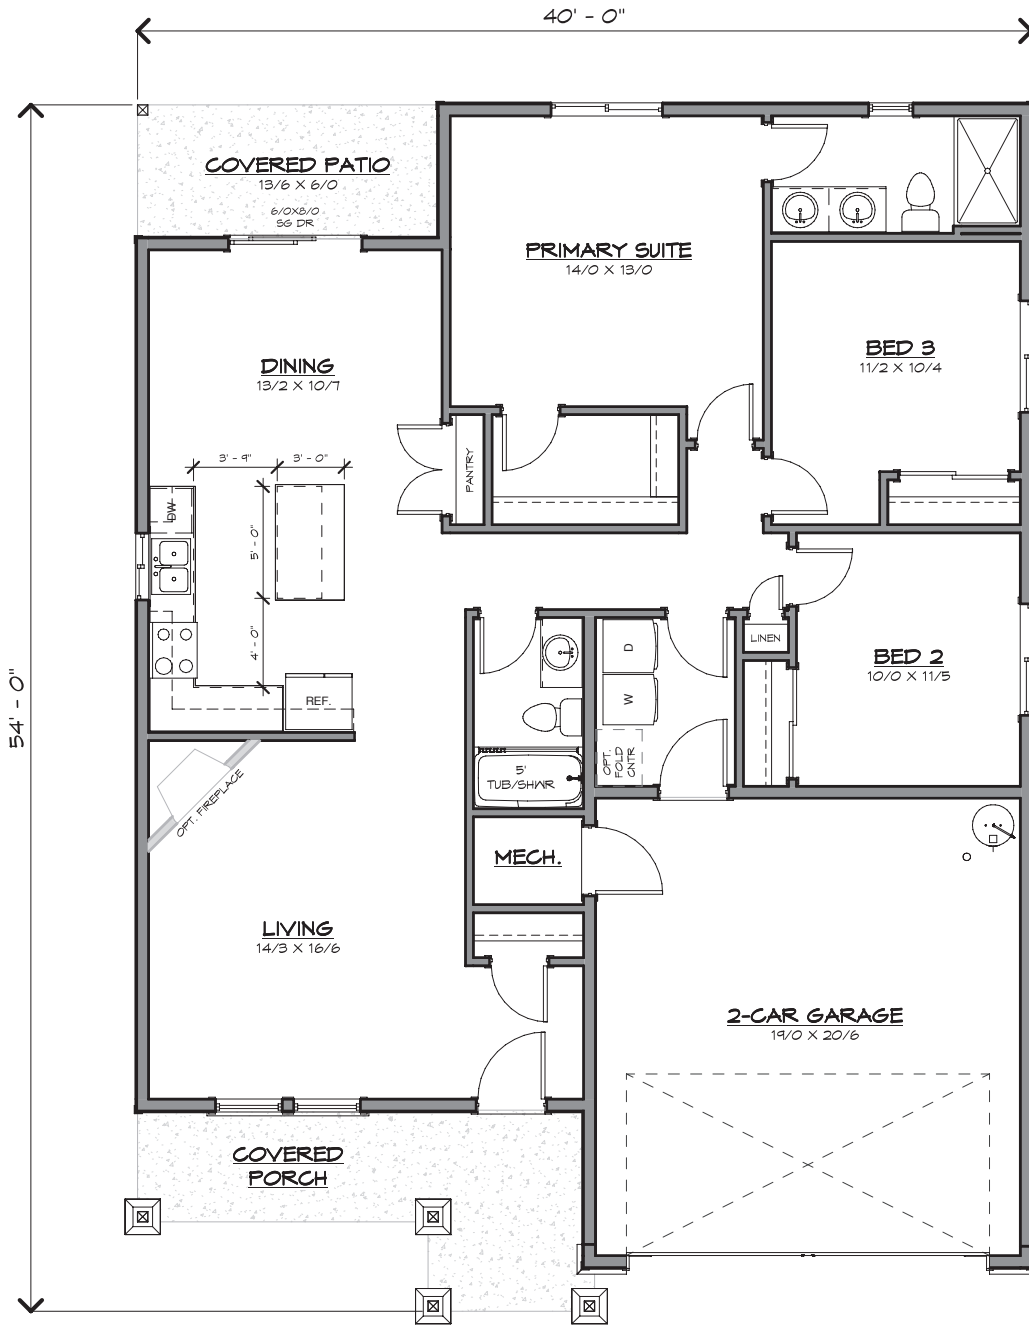 40' - 0"
COVERED PATIO
13/6 X 6/0
6/0X8/0
SG DR
PRIMARY SUITE
14/0 X 13/0
BED 3
11/2 X 10/4
DINING
13/2 X 10/7
3' - 9"
3' - 0"
PANTRY
DW
5' - 0"
4' - 0"
REF.
LINEN
BED 2
10/0 X 11/5
D
W
OPT.
FOLD
CNTR
5'
TUB/SHWR
54' - 0"
OPT. FIREPLACE
MECH.
LIVING
14/3 X 16/6
2-CAR GARAGE
19/0 X 20/6
COVERED
PORCH